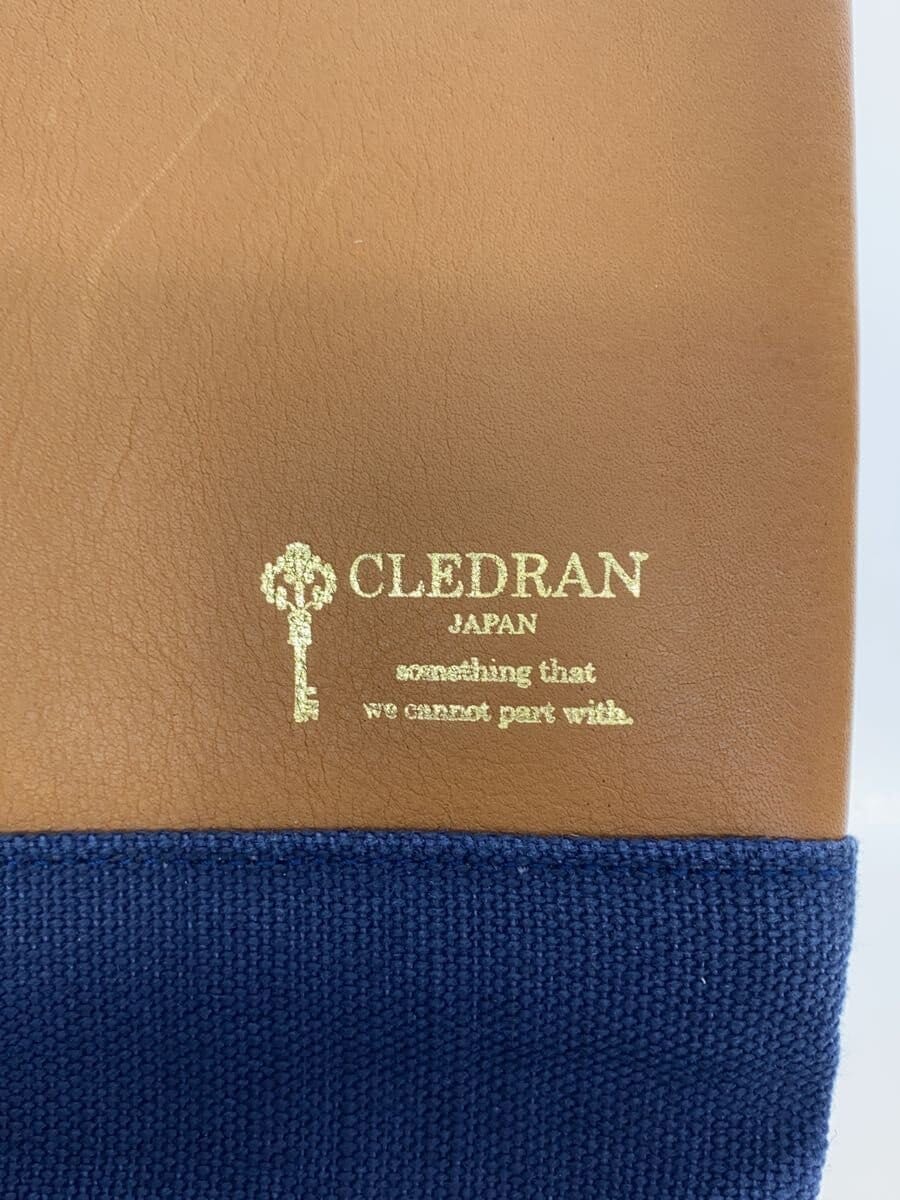 CLEDRAN
JAPAN
something that
we cannot part with.